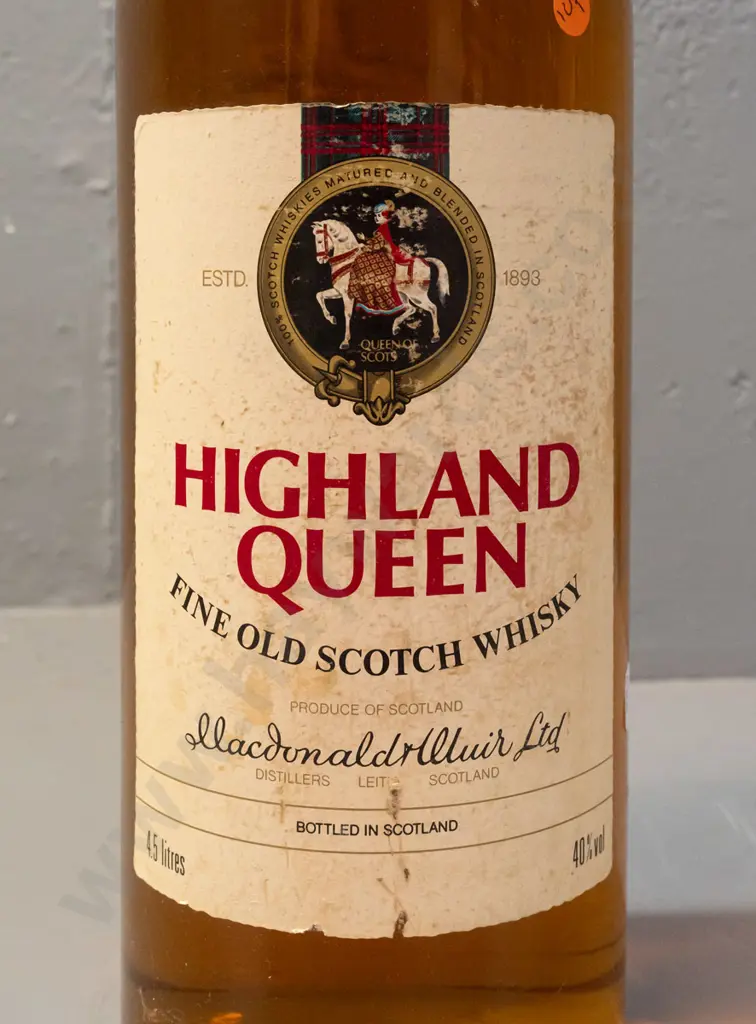 100% SCOTCH WHISKIES MATURED AND BLENDED IN SCOTLAND
ESTD. 1893
QUEEN OF
SCOTS
HIGHLAND
QUEEN
FINE OLD SCOTCH WHISKY
PRODUCE OF SCOTLAND
Macdonald & Muir Ltd
DISTILLERS LEIT SCOTLAND
BOTTLED IN SCOTLAND
4.5 litres 40% vol